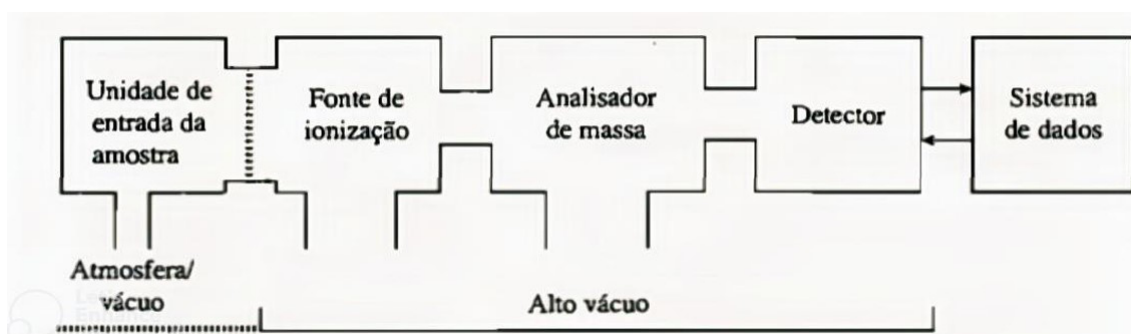 Unidade de
entrada da
amostra
Fonte de
ionização
Analisador
de massa
Detector
Sistema
de dados
Atmosfera/
vácuo
Alto vácuo